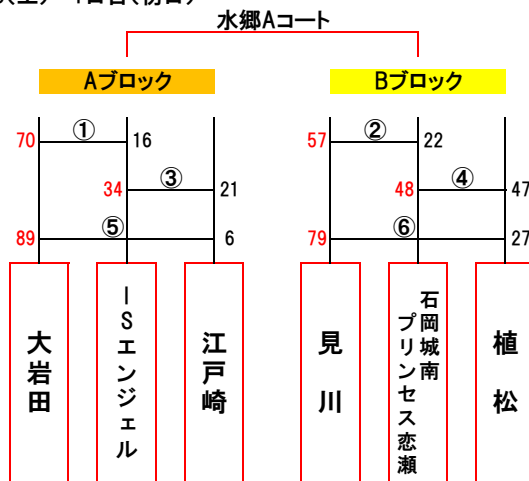 水郷Aコート
Aブロック
Bブロック
70 ① 16
57 ② 22
34 ③ 21
48 ④ 47
89 ⑤ 6
79 ⑥ 27
大岩田
ISエンジェル
江戸崎
見川
石岡城南
プリンセス恋瀬
植松